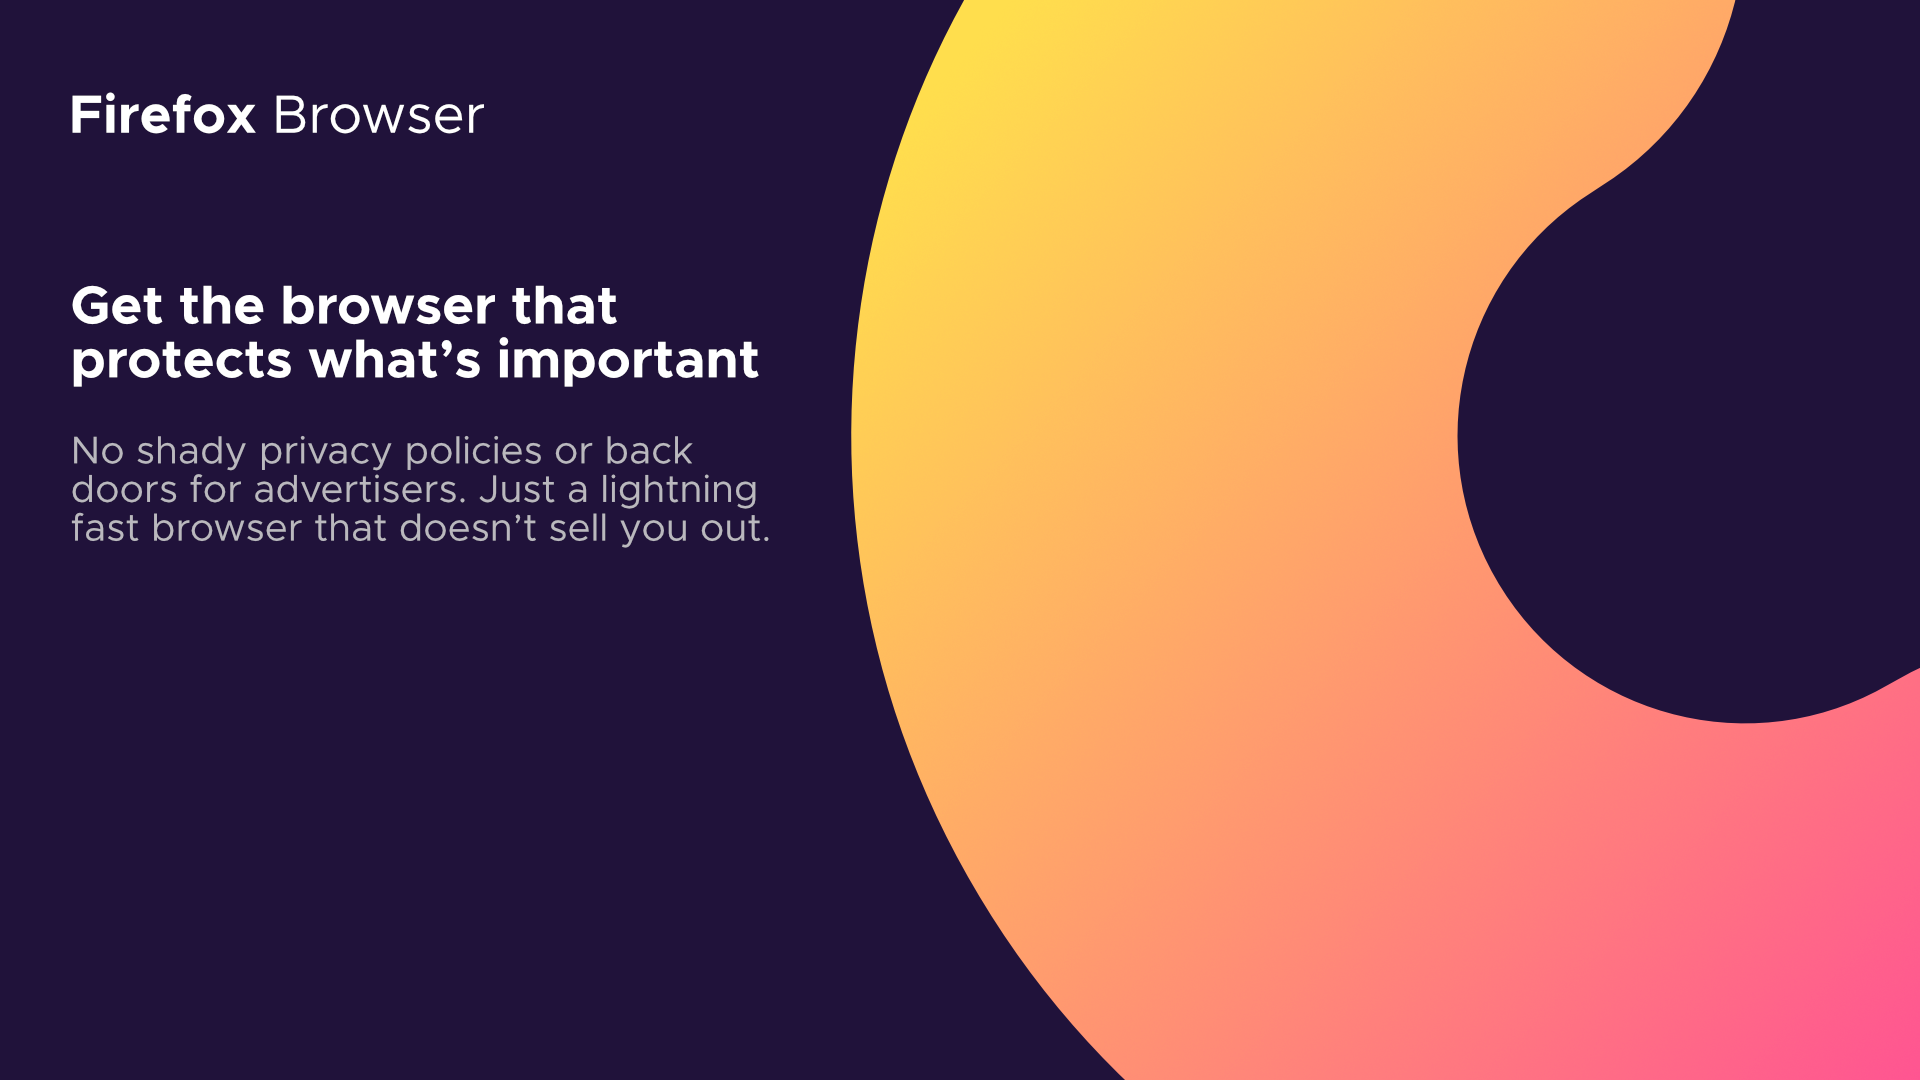 Firefox Browser
Get the browser that
protects what’s important
No shady privacy policies or back
doors for advertisers. Just a lightning
fast browser that doesn’t sell you out.